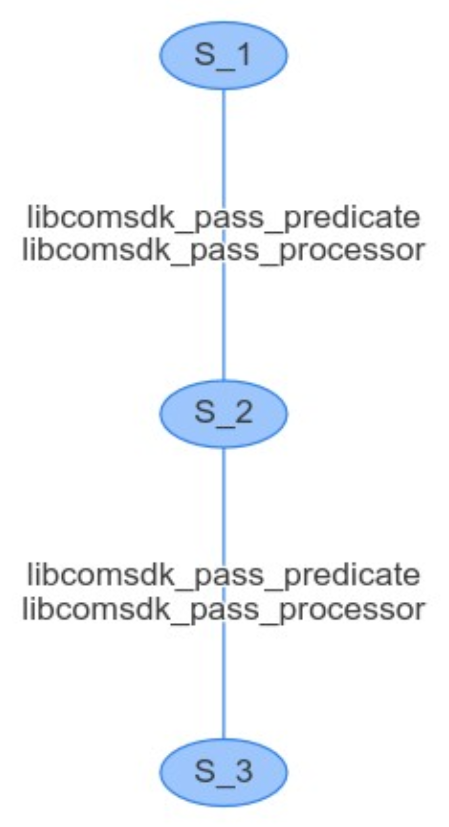 S_1
libcomsdk_pass_predicate
libcomsdk_pass_processor
S_2
libcomsdk_pass_predicate
libcomsdk_pass_processor
S_3